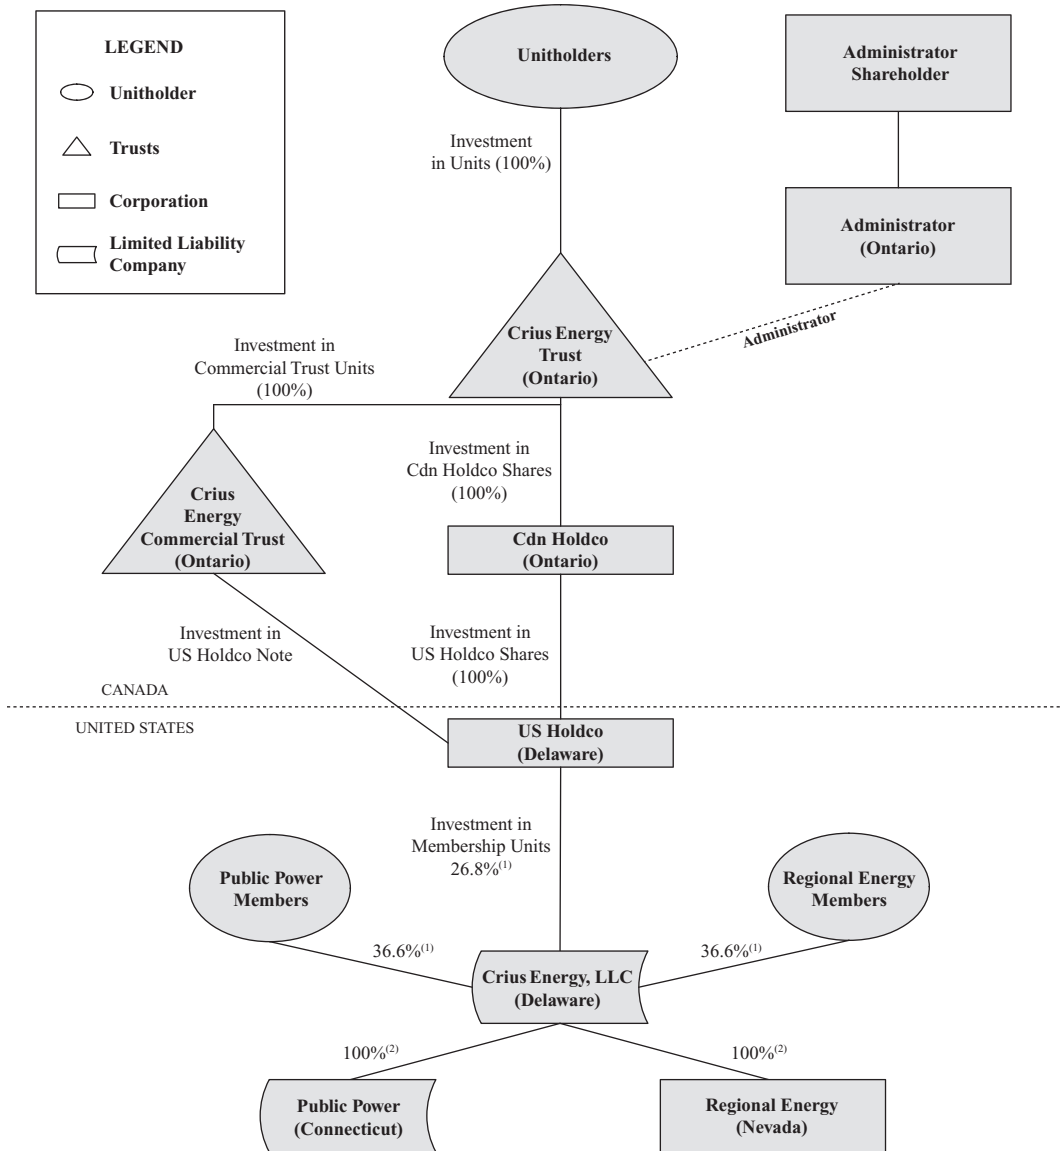 LEGEND
Unitholder
Trusts
Corporation
Limited Liability
Company
Unitholders
Administrator
Shareholder
Investment
in Units (100%)
Administrator
(Ontario)
Administrator
Crius Energy
Trust
(Ontario)
Investment in
Commercial Trust Units
(100%)
Investment in
Cdn Holdco Shares
(100%)
Crius
Energy
Commercial Trust
(Ontario)
Cdn Holdco
(Ontario)
Investment in
US Holdco Note
Investment in
US Holdco Shares
(100%)
CANADA
UNITED STATES
US Holdco
(Delaware)
Investment in
Membership Units
26.8%(1)
Public Power
Members
Regional Energy
Members
36.6%(1)
36.6%(1)
Crius Energy, LLC
(Delaware)
100%(2)
100%(2)
Public Power
(Connecticut)
Regional Energy
(Nevada)